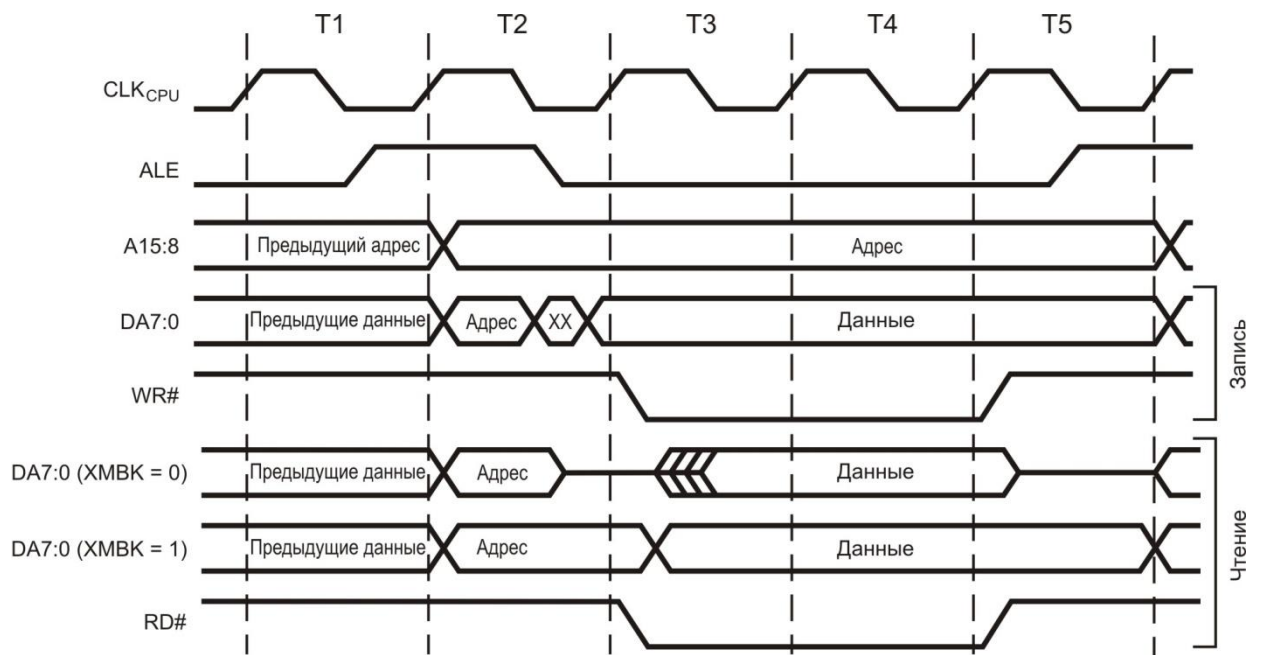 T1 T2 T3 T4 T5
CLK_CPU
ALE
A15:8 Предыдущий адрес Адрес
DA7:0 Предыдущие данные Адрес XX Данные
WR#
Запись
DA7:0 (XMBK = 0) Предыдущие данные Адрес Данные
DA7:0 (XMBK = 1) Предыдущие данные Адрес Данные
RD#
Чтение